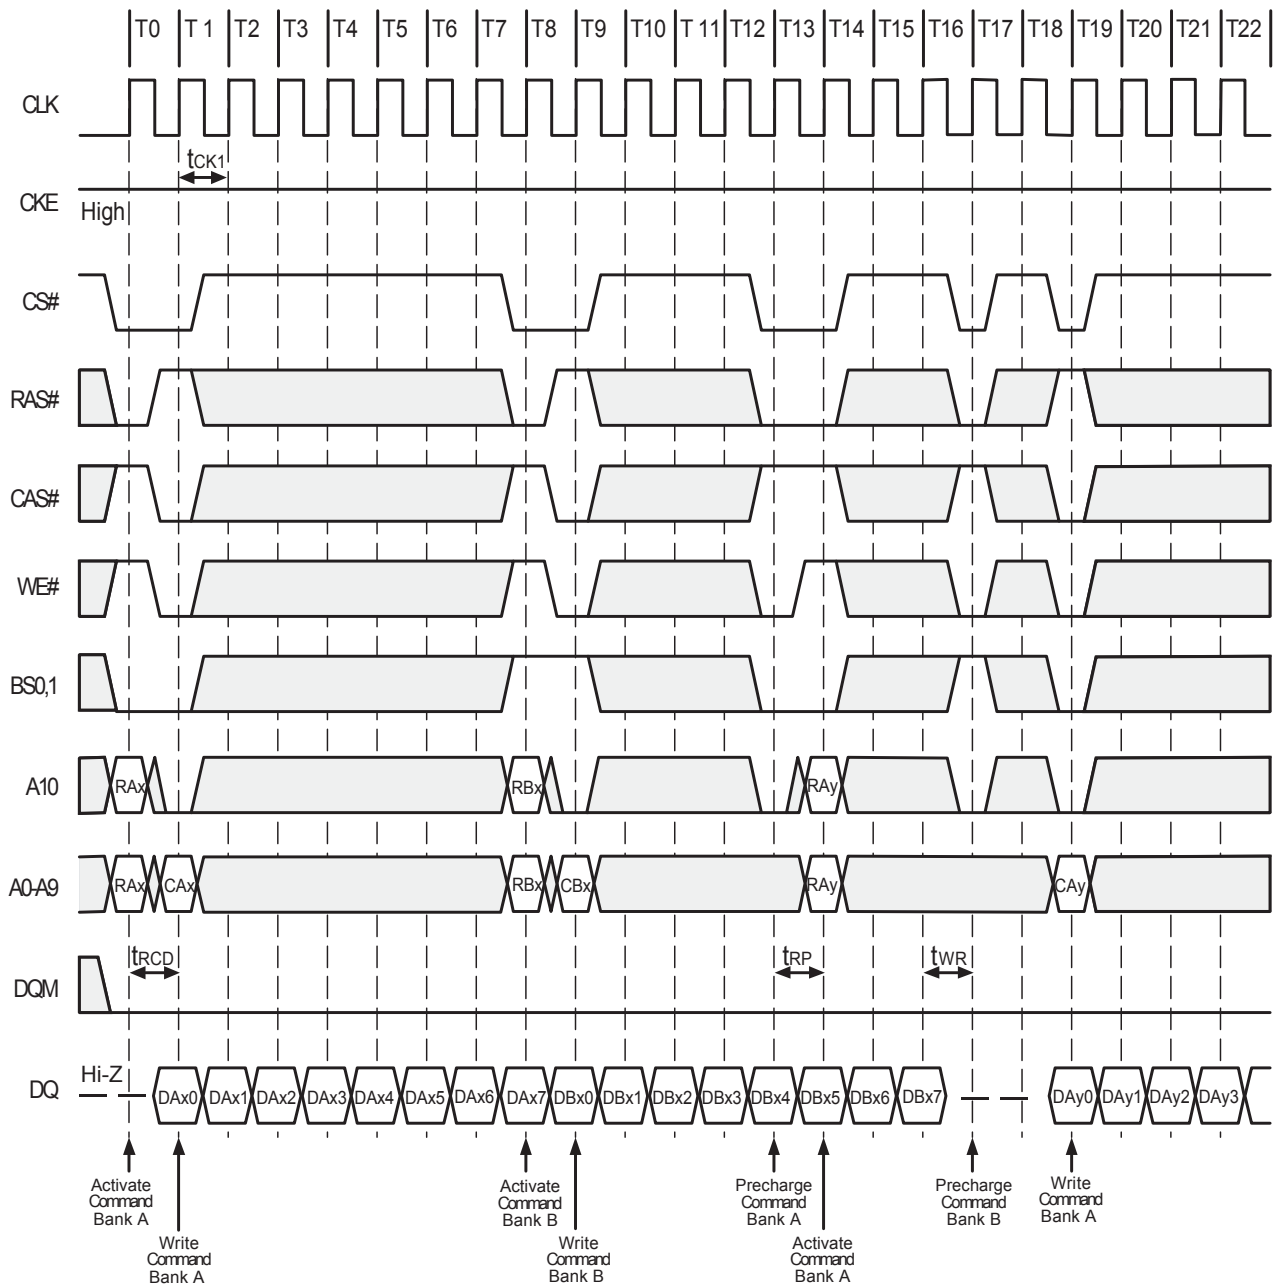 T0 T 1 T2 T3 T4 T5 T6 T7 T8 T9 T10 T 11 T12 T13 T14 T15 T16 T17 T18 T19 T20 T21 T22
CLK
tCK1
CKE
High
CS#
RAS#
CAS#
WE#
BS0,1
A10 RAx RBx RAy
A0-A9 RAx CAx RBx CBx RAy CAy
tRCD tRP tWR
DQM
Hi-Z
DQ DAx0 DAx1 DAx2 DAx3 DAx4 DAx5 DAx6 DAx7 DBx0 DBx1 DBx2 DBx3 DBx4 DBx5 DBx6 DBx7 DAy0 DAy1 DAy2 DAy3
Activate
Command
Bank A
Write
Command
Bank A
Activate
Command
Bank B
Write
Command
Bank B
Precharge
Command
Bank A
Activate
Command
Bank A
Precharge
Command
Bank B
Write
Command
Bank A